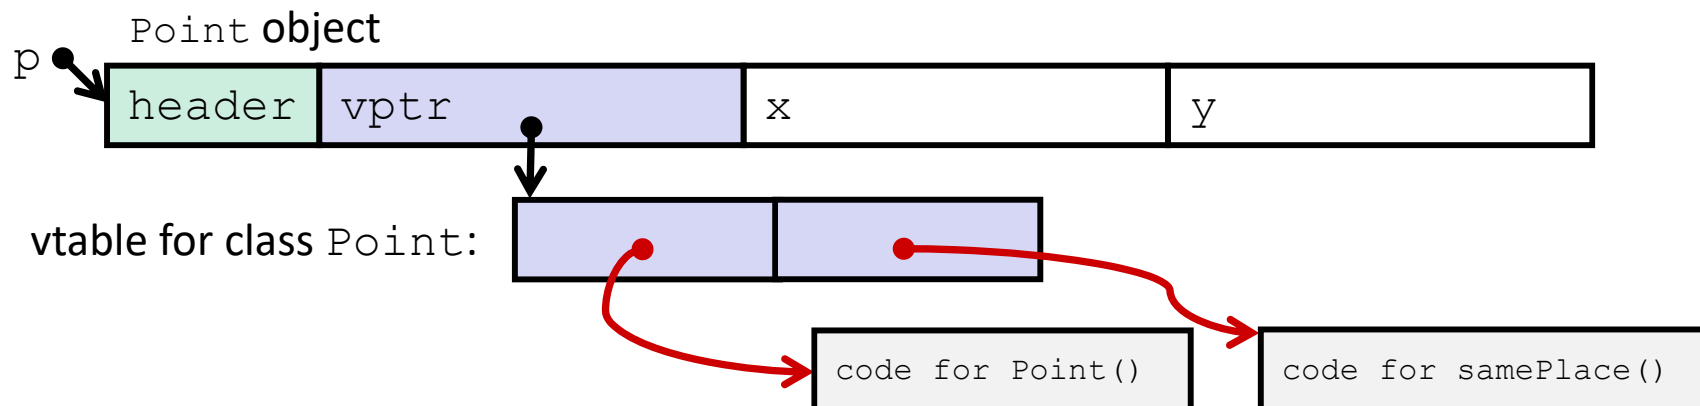 Point object
p
header vptr x y
vtable for class Point:
code for Point() code for samePlace()